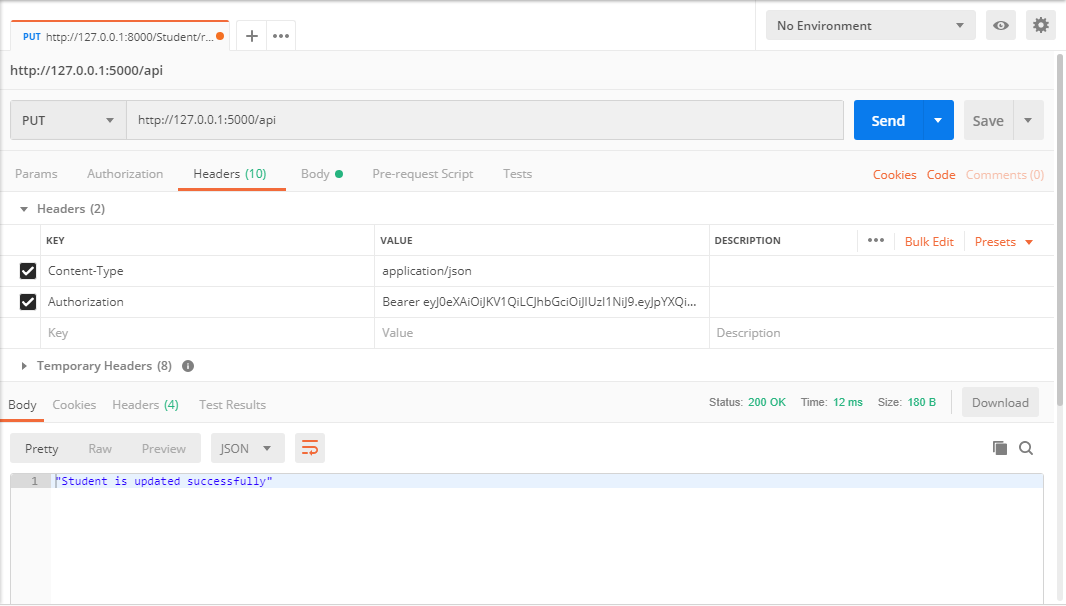 PUT http://127.0.0.1:8000/Student/r...
No Environment
http://127.0.0.1:5000/api
PUT http://127.0.0.1:5000/api Send Save
Params Authorization Headers (10) Body Pre-request Script Tests Cookies Code Comments (0)
Headers (2)
KEY VALUE DESCRIPTION ••• Bulk Edit Presets
Content-Type application/json
Authorization Bearer eyJ0eXAiOiJKV1QiLCJhbGciOiJIUzI1NiJ9.eyJpYXQi...
Key Value Description
Temporary Headers (8)
Body Cookies Headers (4) Test Results Status: 200 OK Time: 12 ms Size: 180 B Download
Pretty Raw Preview JSON
1 "Student is updated successfully"